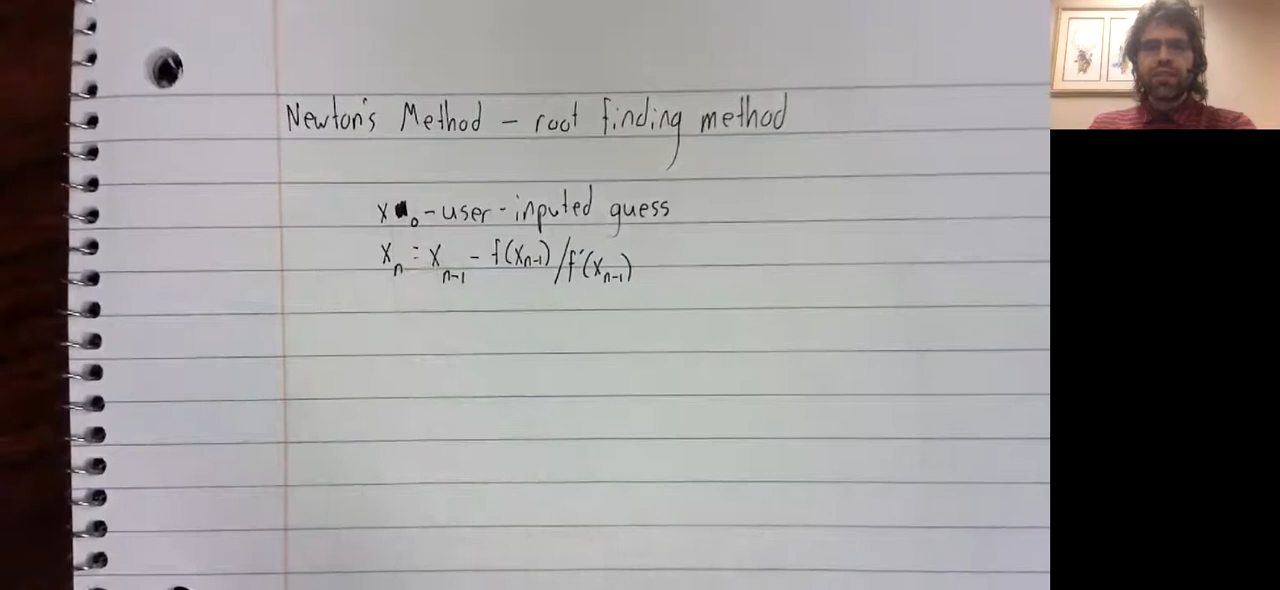 Newton's Method - root finding method
x₀ - user-inputed guess
xₙ = xₙ₋₁ - f(xₙ₋₁)/f'(xₙ₋₁)